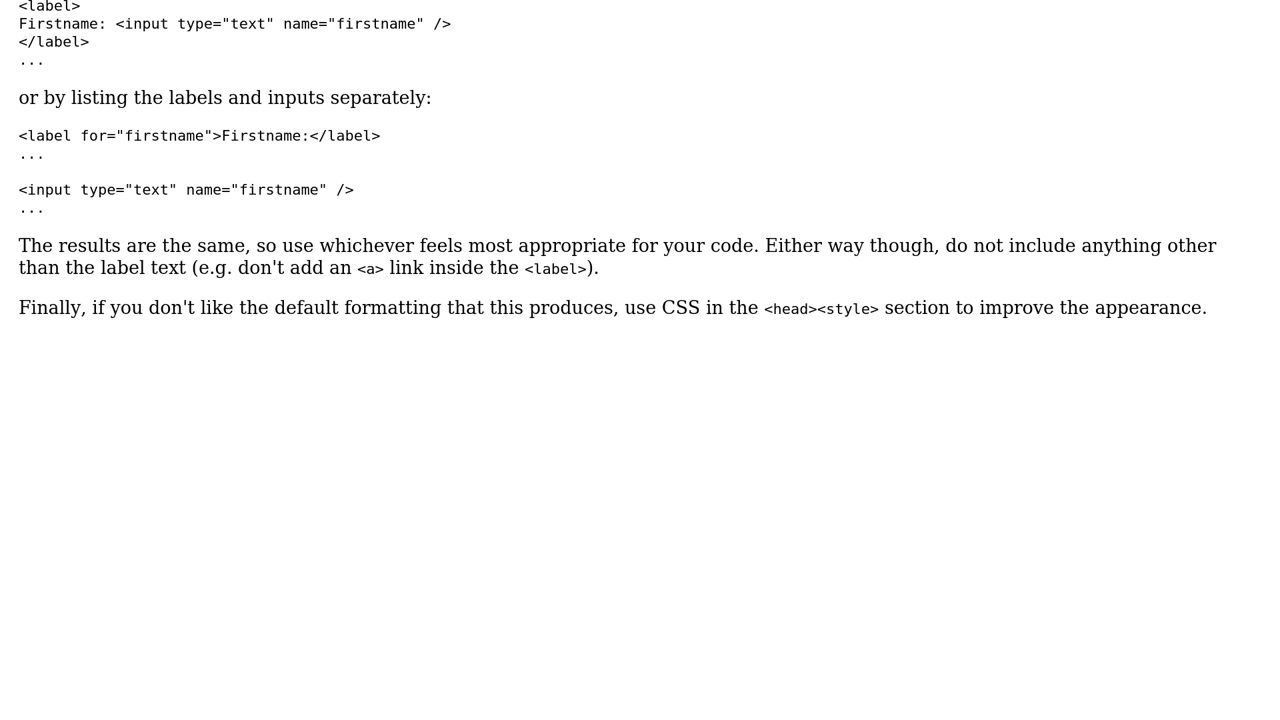 <label>
Firstname: <input type="text" name="firstname" />
</label>
...
or by listing the labels and inputs separately:
<label for="firstname">Firstname:</label>
...
<input type="text" name="firstname" />
...
The results are the same, so use whichever feels most appropriate for your code. Either way though, do not include anything other
than the label text (e.g. don't add an <a> link inside the <label>).
Finally, if you don't like the default formatting that this produces, use CSS in the <head><style> section to improve the appearance.